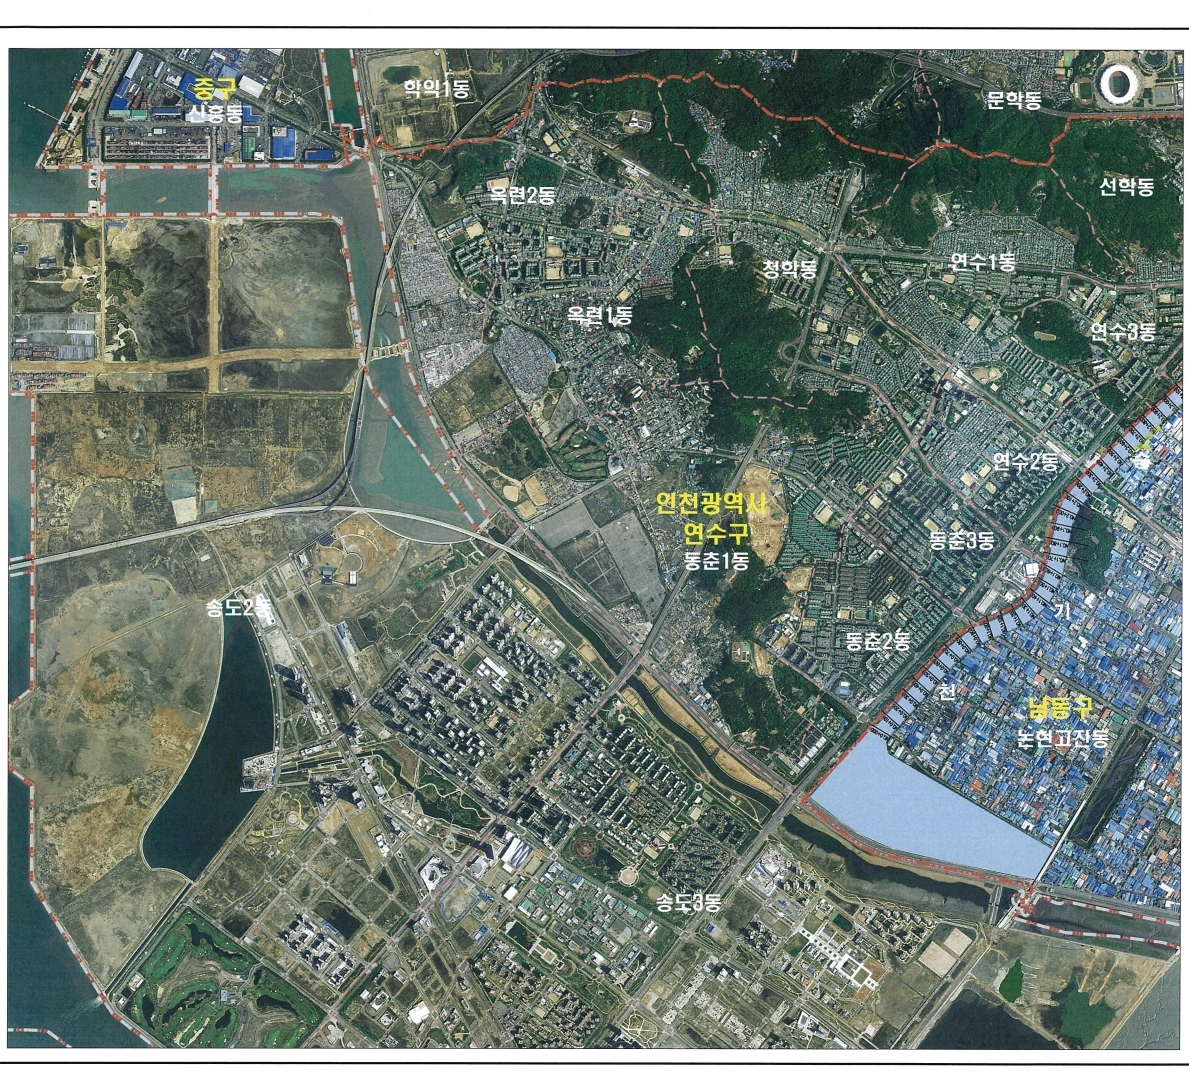 중구
신흥동
학익1동
문학동
선학동
옥련2동
청학동
연수1동
옥련1동
연수3동
승
연수2동
인천광역시
연수구
동춘1동
동춘3동
기
송도2동
동춘2동
천
남동구
논현고잔동
송도3동